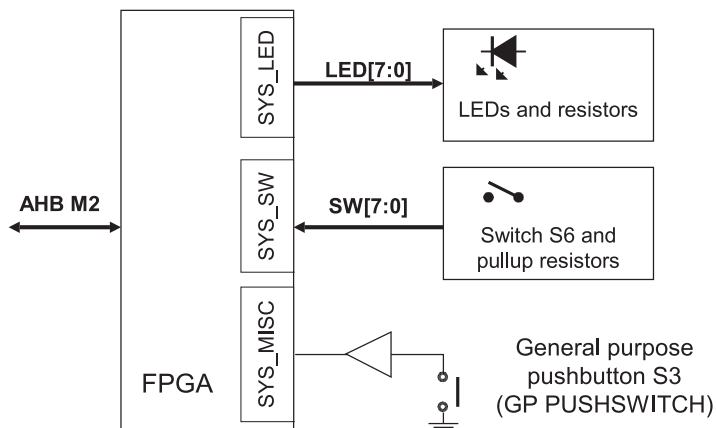 SYS_LED
LED[7:0]
LEDs and resistors
AHB M2
SYS_SW
SW[7:0]
Switch S6 and
pullup resistors
SYS_MISC
FPGA
General purpose
pushbutton S3
(GP PUSHSWITCH)